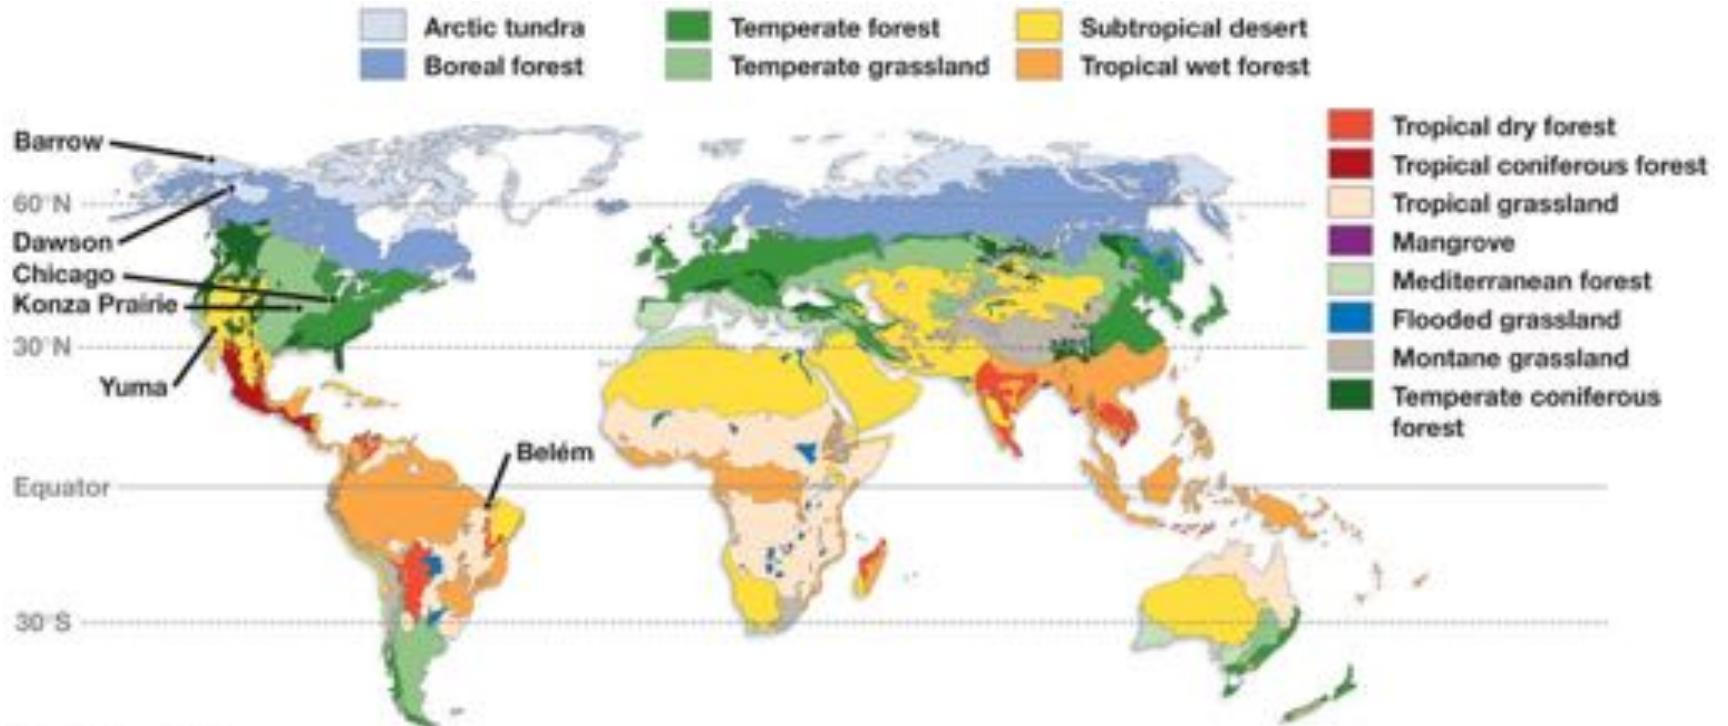 Arctic tundra
Boreal forest
Temperate forest
Temperate grassland
Subtropical desert
Tropical wet forest
Tropical dry forest
Tropical coniferous forest
Tropical grassland
Mangrove
Mediterranean forest
Flooded grassland
Montane grassland
Temperate coniferous
forest
Barrow
60°N
Dawson
Chicago
Konza Prairie
30°N
Yuma
Belém
Equator
30°S